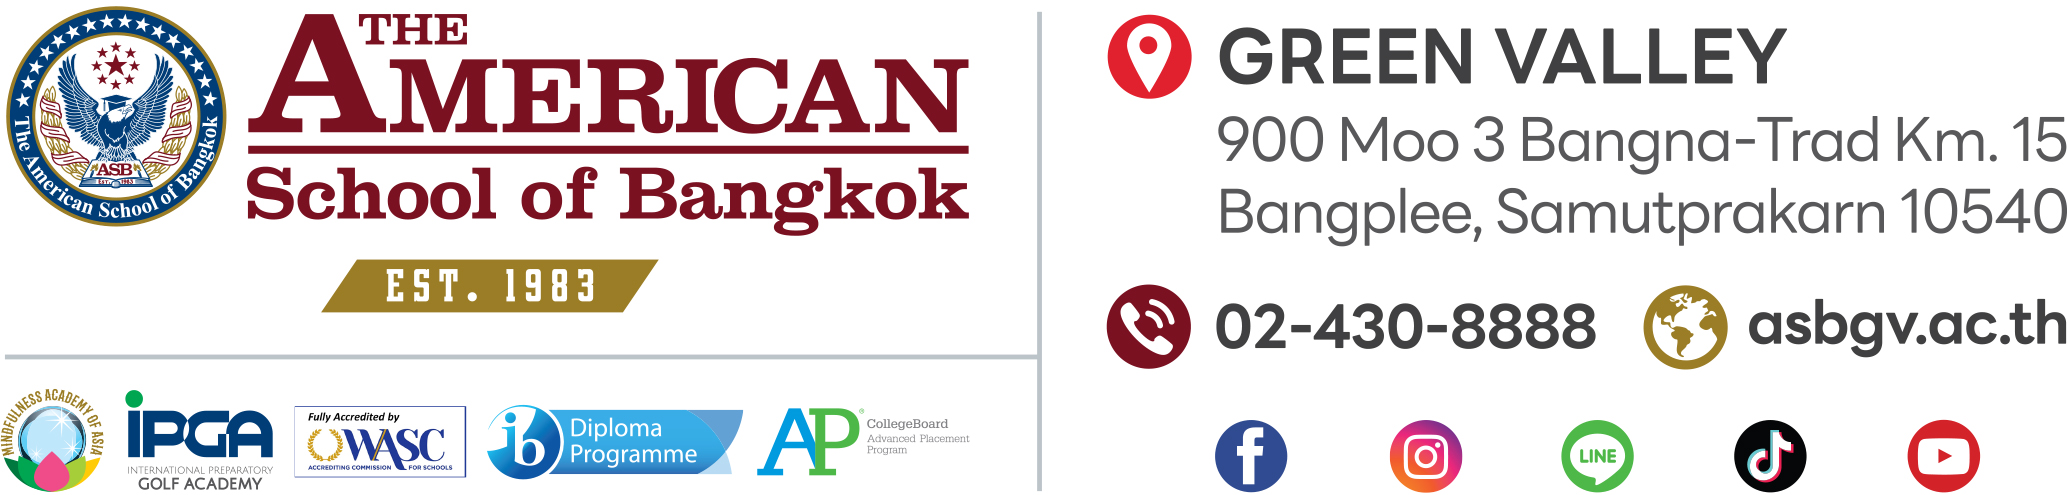 The American School of Bangkok
ASB
EST. 1983
THE
AMERICAN
School of Bangkok
EST. 1983
MINDFULNESS ACADEMY OF ASIA
iPGA
INTERNATIONAL PREPARATORY
GOLF ACADEMY
Fully Accredited by
WASC
ACCREDITING COMMISSION FOR SCHOOLS
ib Diploma
Programme
AP®
CollegeBoard
Advanced Placement
Program
GREEN VALLEY
900 Moo 3 Bangna-Trad Km. 15
Bangplee, Samutprakarn 10540
02-430-8888
asbgv.ac.th
LINE